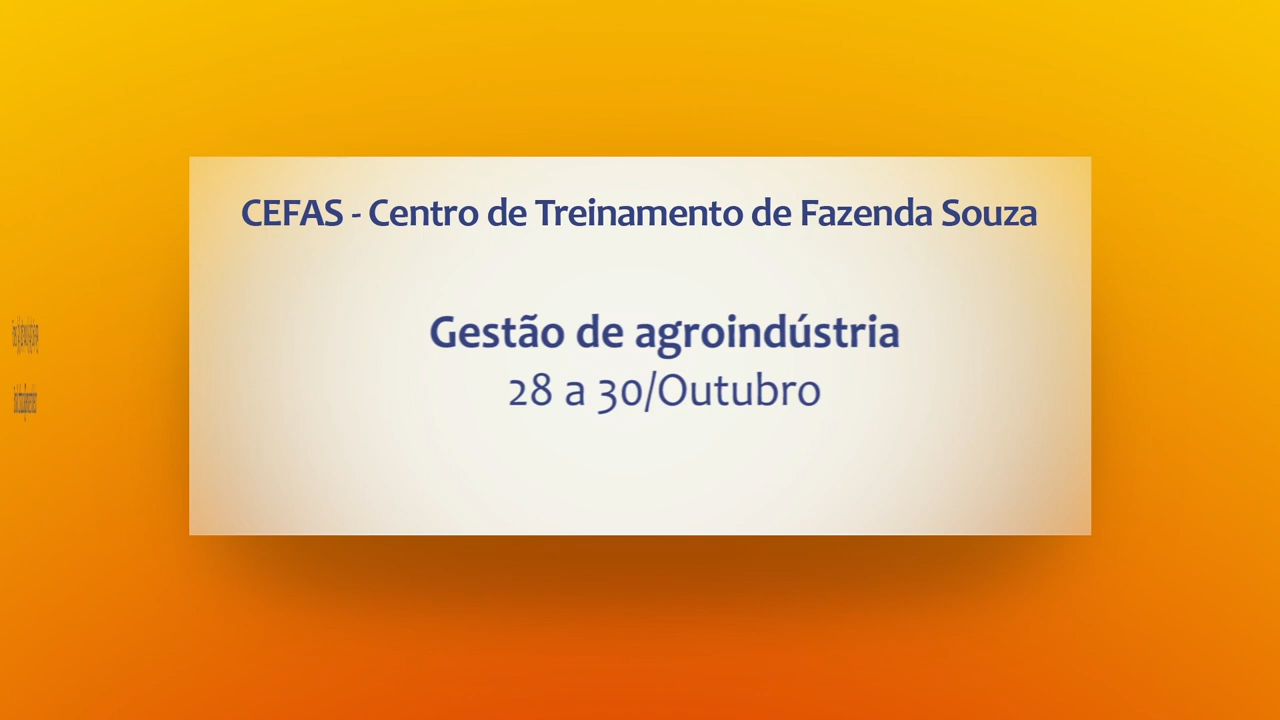 CEFAS - Centro de Treinamento de Fazenda Souza
Gestão de agroindústria
28 a 30/Outubro